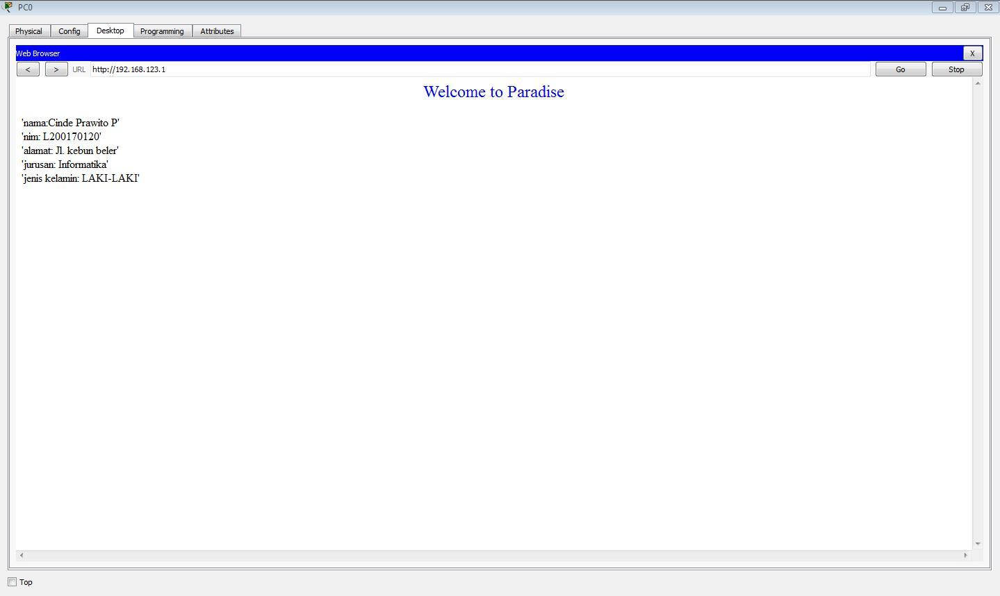 PC0
Physical Config Desktop Programming Attributes
Web Browser X
< > URL http://192.168.123.1 Go Stop
Welcome to Paradise
'nama:Cinde Prawito P'
'nim: L200170120'
'alamat: Jl. kebun beler'
'jurusan: Informatika'
'jenis kelamin: LAKI-LAKI'
Top